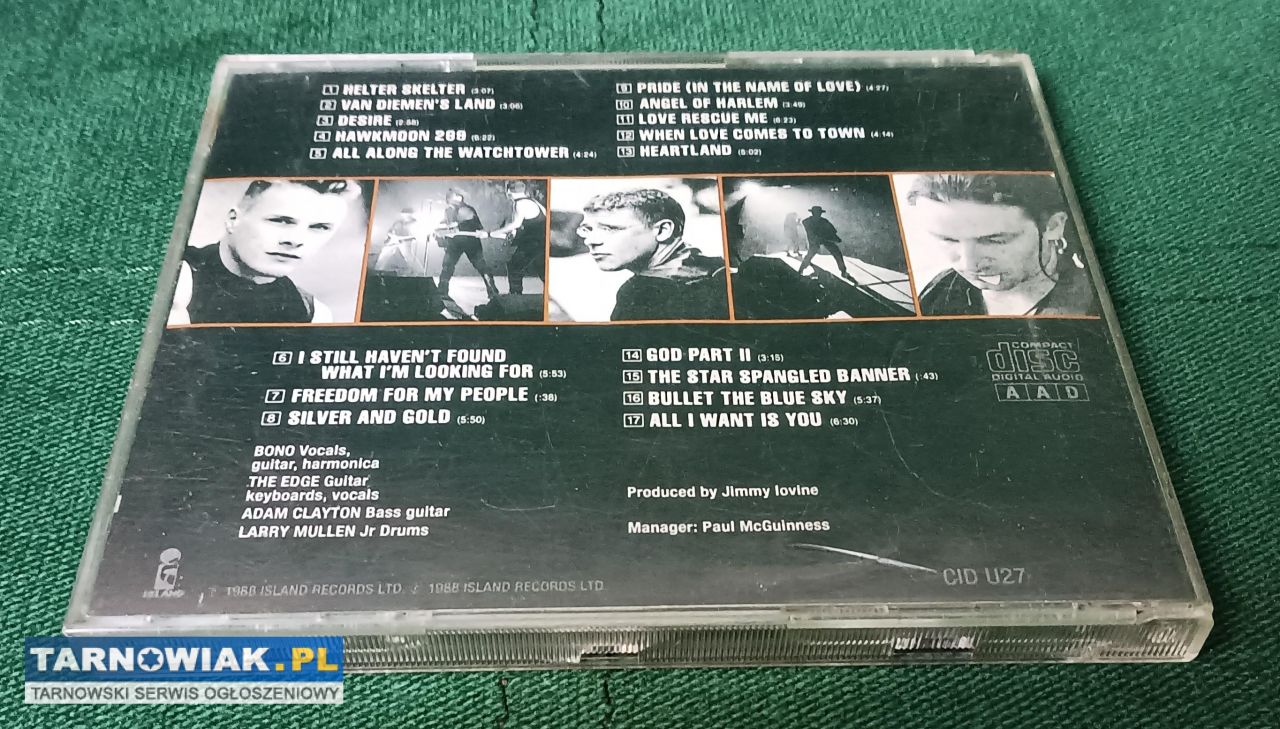 1 HELTER SKELTER (3:07)
2 VAN DIEMEN'S LAND (3:06)
3 DESIRE (2:58)
4 HAWKMOON 269 (6:22)
5 ALL ALONG THE WATCHTOWER (4:24)
9 PRIDE (IN THE NAME OF LOVE) (4:27)
10 ANGEL OF HARLEM (3:49)
11 LOVE RESCUE ME (6:23)
12 WHEN LOVE COMES TO TOWN (4:14)
13 HEARTLAND (5:02)
6 I STILL HAVEN'T FOUND
WHAT I'M LOOKING FOR (5:53)
7 FREEDOM FOR MY PEOPLE (:38)
8 SILVER AND GOLD (5:50)
14 GOD PART II (3:15)
15 THE STAR SPANGLED BANNER (:43)
16 BULLET THE BLUE SKY (5:37)
17 ALL I WANT IS YOU (6:30)
COMPACT
disc
DIGITAL AUDIO
A A D
BONO Vocals,
guitar, harmonica
THE EDGE Guitar
keyboards, vocals
ADAM CLAYTON Bass guitar
LARRY MULLEN Jr Drums
Produced by Jimmy Iovine
Manager: Paul McGuinness
ISLAND
1988 ISLAND RECORDS LTD. 1988 ISLAND RECORDS LTD
CID U27
TARNOWIAK.PL
TARNOWSKI SERWIS OGŁOSZENIOWY